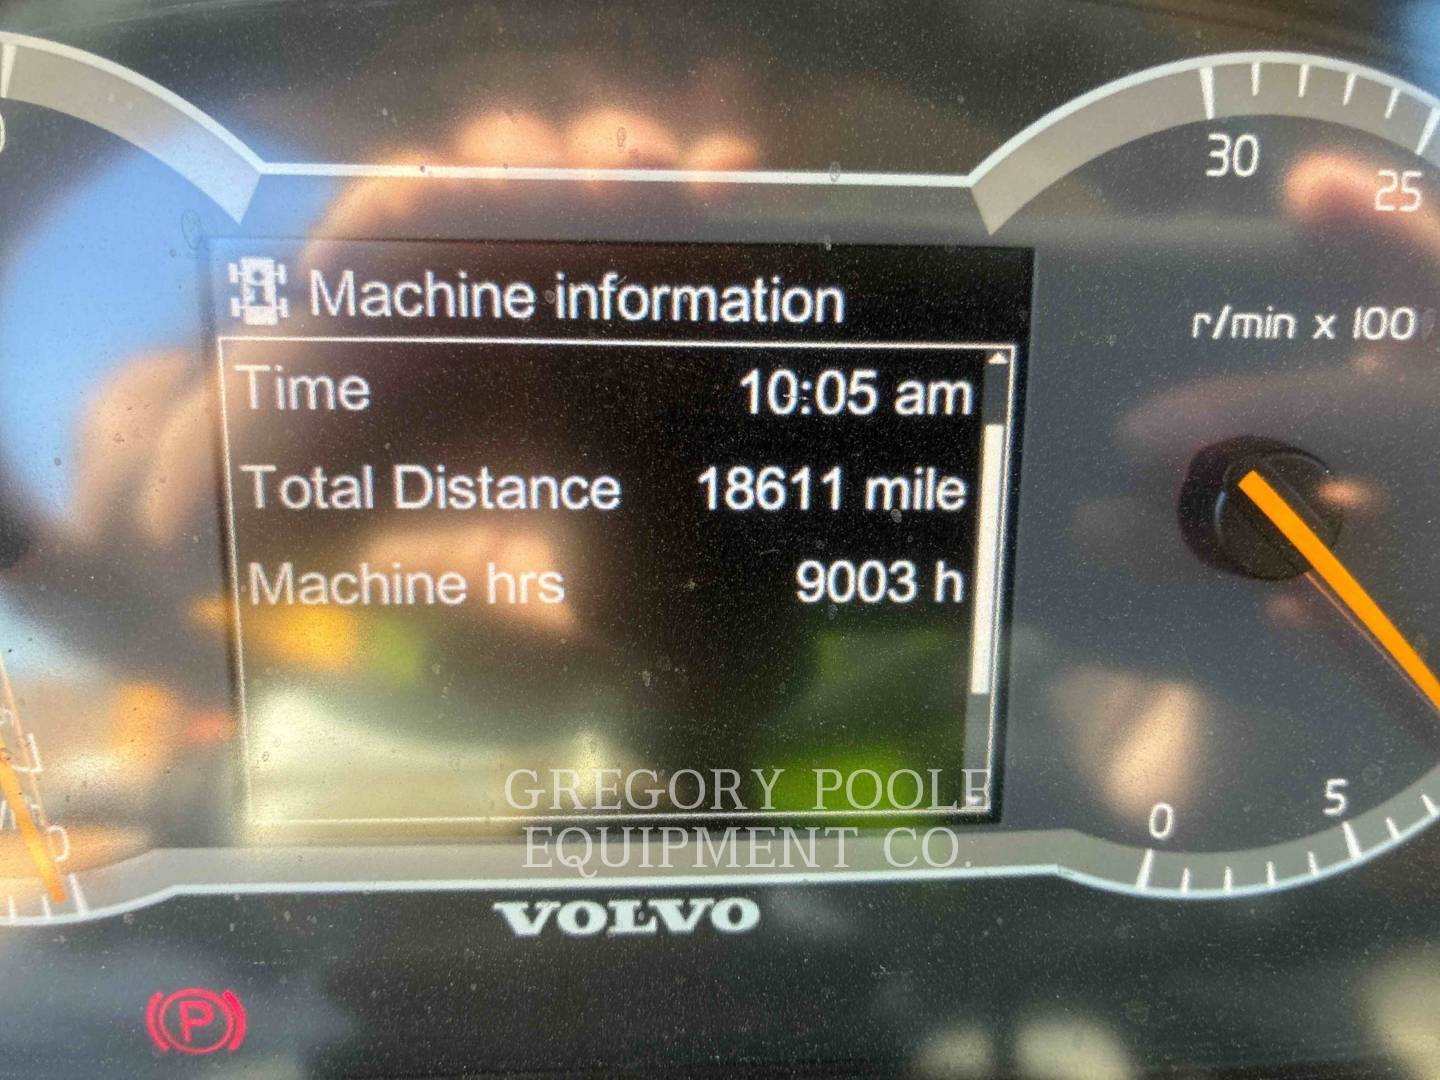 Machine information
Time 10:05 am
Total Distance 18611 mile
Machine hrs 9003 h
30
25
r/min x 100
5
0
GREGORY POOLE
EQUIPMENT CO.
VOLVO
P